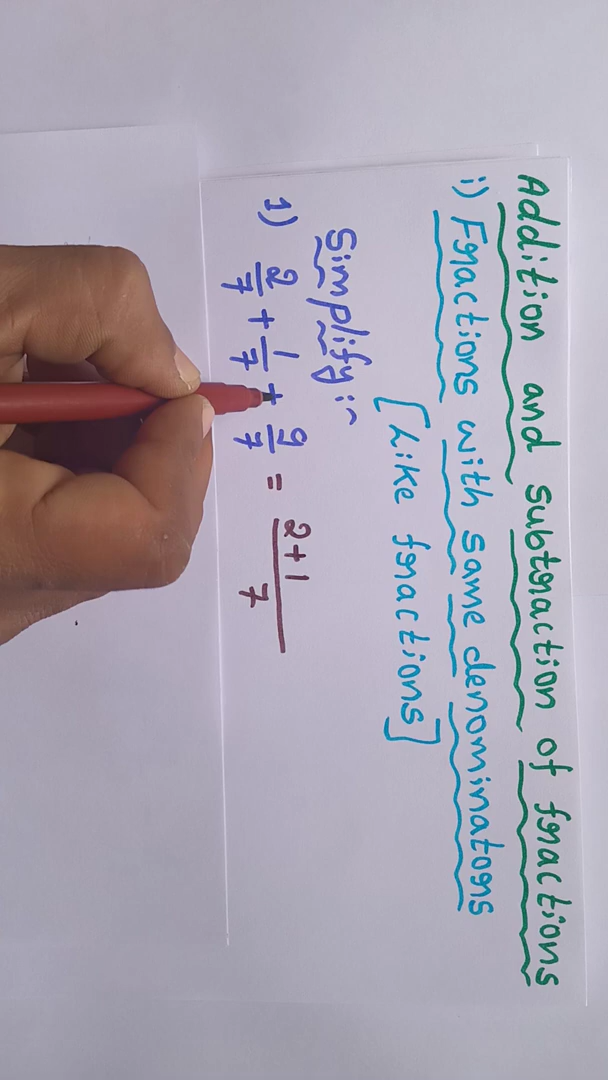 Addition and subtraction of fractions
i) Fractions with same denominators
[Like fractions]
Simplify :-
1) 2/7 + 1/7 + 9/7 = 2+1/7